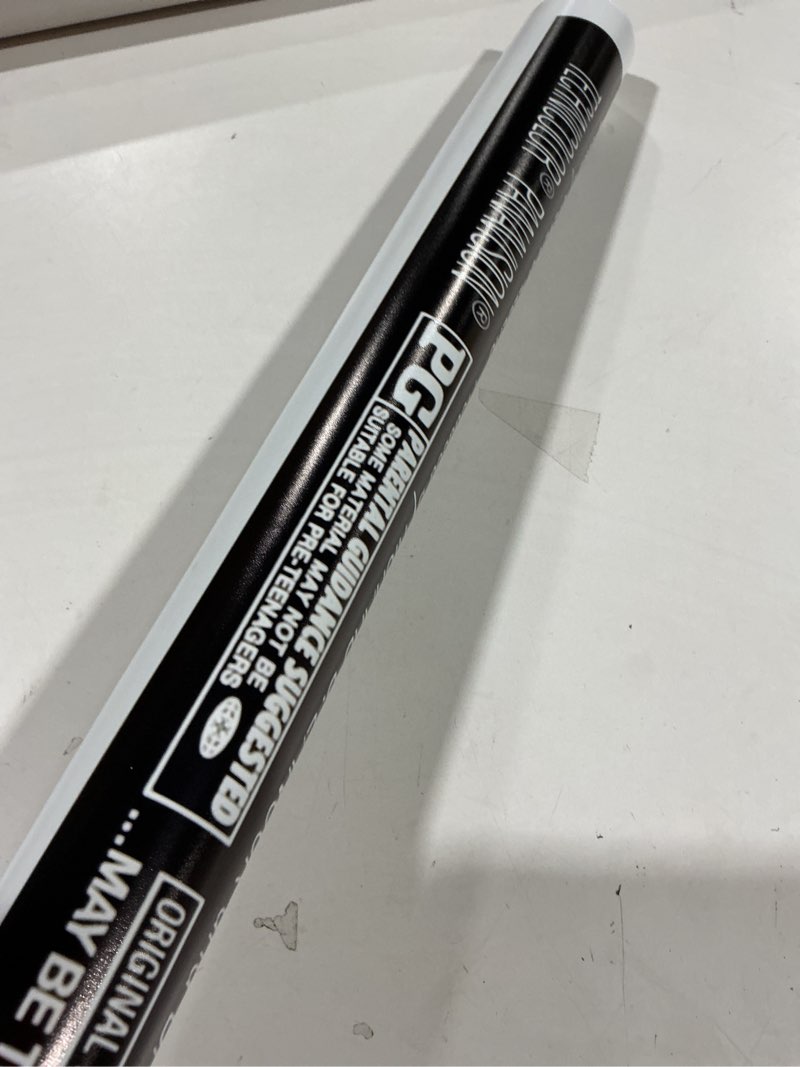 TECHNICOLOR® PANAVISION®
PG PARENTAL GUIDANCE SUGGESTED
SOME MATERIAL MAY NOT BE
SUITABLE FOR PRE-TEENAGERS
ORIGINAL
....MAY BE